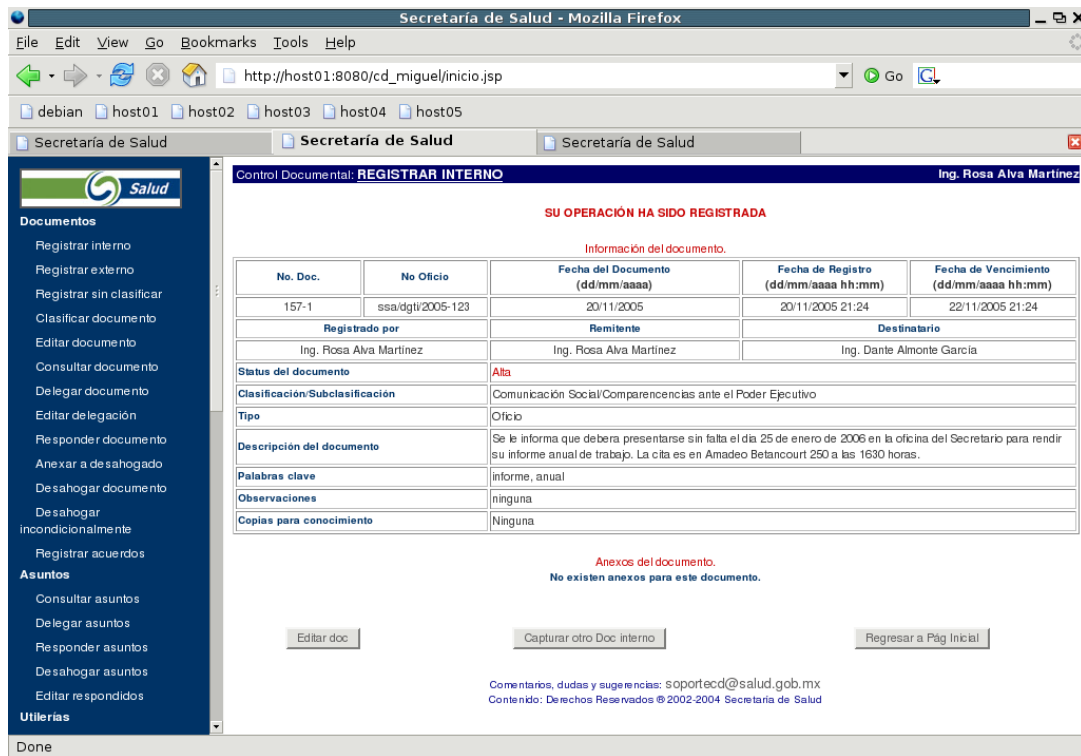 Secretaría de Salud - Mozilla Firefox
File Edit View Go Bookmarks Tools Help
http://host01:8080/cd_miguel/inicio.jsp Go G
debian host01 host02 host03 host04 host05
Secretaría de Salud Secretaría de Salud Secretaría de Salud
Salud
Documentos
Registrar interno
Registrar externo
Registrar sin clasificar
Clasificar documento
Editar documento
Consultar documento
Delegar documento
Editar delegación
Responder documento
Anexar a desahogado
Desahogar documento
Desahogar
incondicionalmente
Registrar acuerdos
Asuntos
Consultar asuntos
Delegar asuntos
Responder asuntos
Desahogar asuntos
Editar respondidos
Utilerías
Control Documental: REGISTRAR INTERNO Ing. Rosa Alva Martínez
SU OPERACIÓN HA SIDO REGISTRADA
Información del documento.
No. Doc. No Oficio Fecha del Documento (dd/mm/aaaa) Fecha de Registro (dd/mm/aaaa hh:mm) Fecha de Vencimiento (dd/mm/aaaa hh:mm)
157-1 ssa/dgti/2005-123 20/11/2005 20/11/2005 21:24 22/11/2005 21:24
Registrado por Remitente Destinatario
Ing. Rosa Alva Martínez Ing. Rosa Alva Martínez Ing. Dante Almonte García
Status del documento Alta
Clasificación/Subclasificación Comunicación Social/Comparencencias ante el Poder Ejecutivo
Tipo Oficio
Descripción del documento Se le informa que debera presentarse sin falta el dia 25 de enero de 2006 en la oficina del Secretario para rendir
su informe anual de trabajo. La cita es en Amadeo Betancourt 250 a las 1630 horas.
Palabras clave informe, anual
Observaciones ninguna
Copias para conocimiento Ninguna
Anexos del documento.
No existen anexos para este documento.
Editar doc Capturar otro Doc interno Regresar a Pág Inicial
Comentarios, dudas y sugerencias: soportecd@salud.gob.mx
Contenido: Derechos Reservados ® 2002-2004 Secretaría de Salud
Done